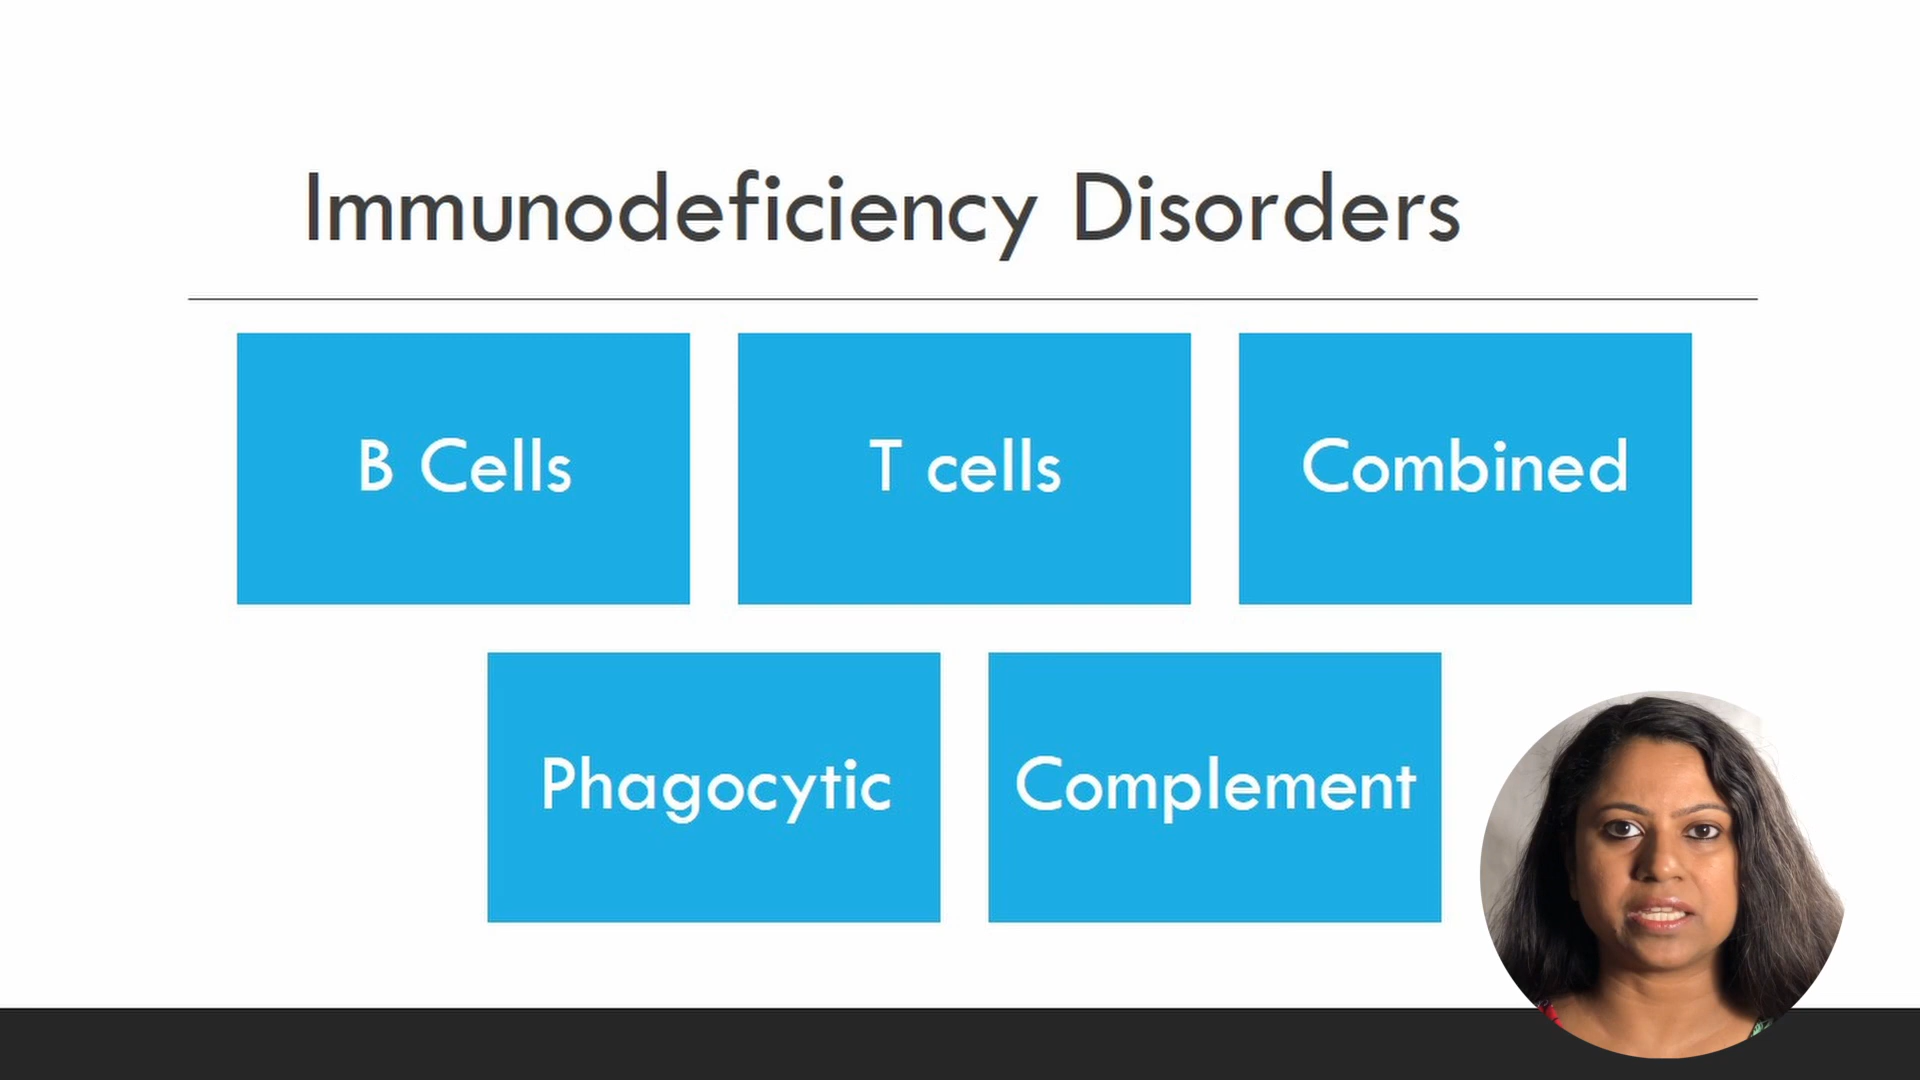 Immunodeficiency Disorders
B Cells
T cells
Combined
Phagocytic
Complement